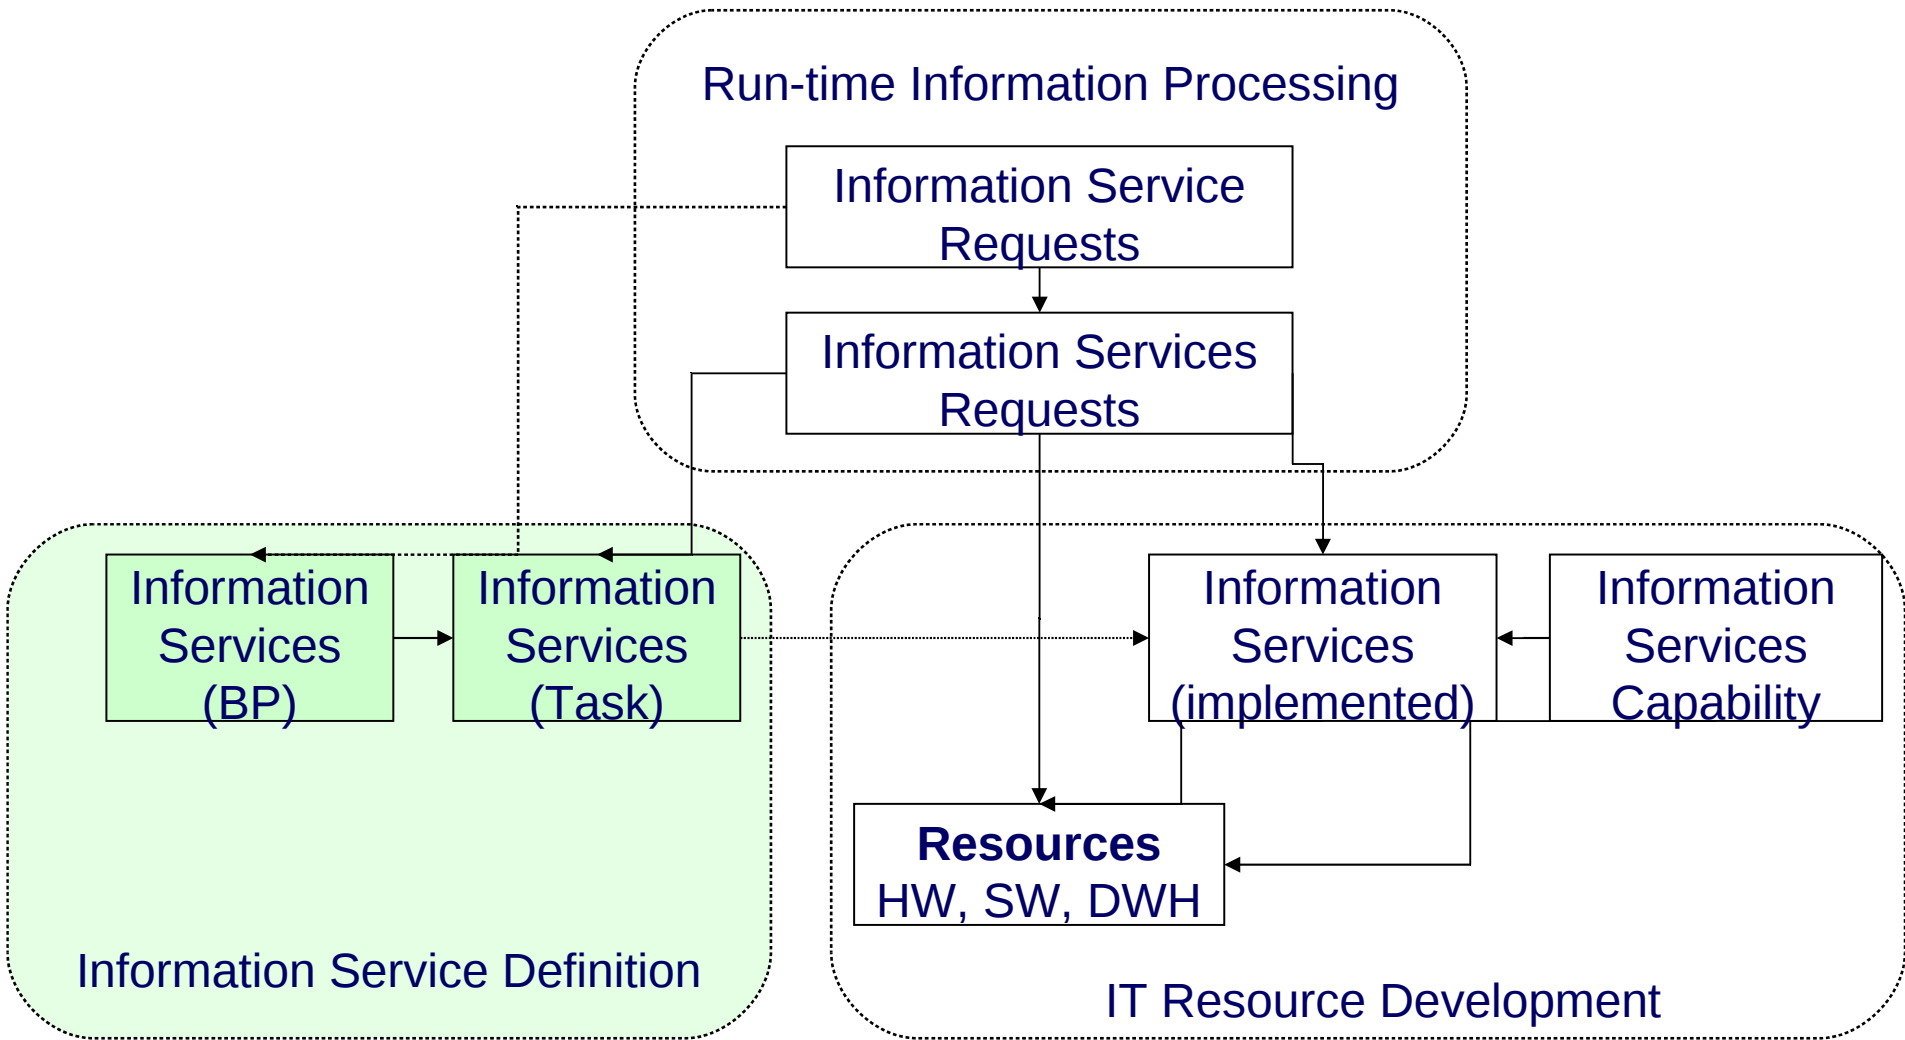 Run-time Information Processing
Information Service
Requests
Information Services
Requests
Information
Services
(BP)
Information
Services
(Task)
Information
Services
(implemented)
Information
Services
Capability
Resources
HW, SW, DWH
Information Service Definition
IT Resource Development